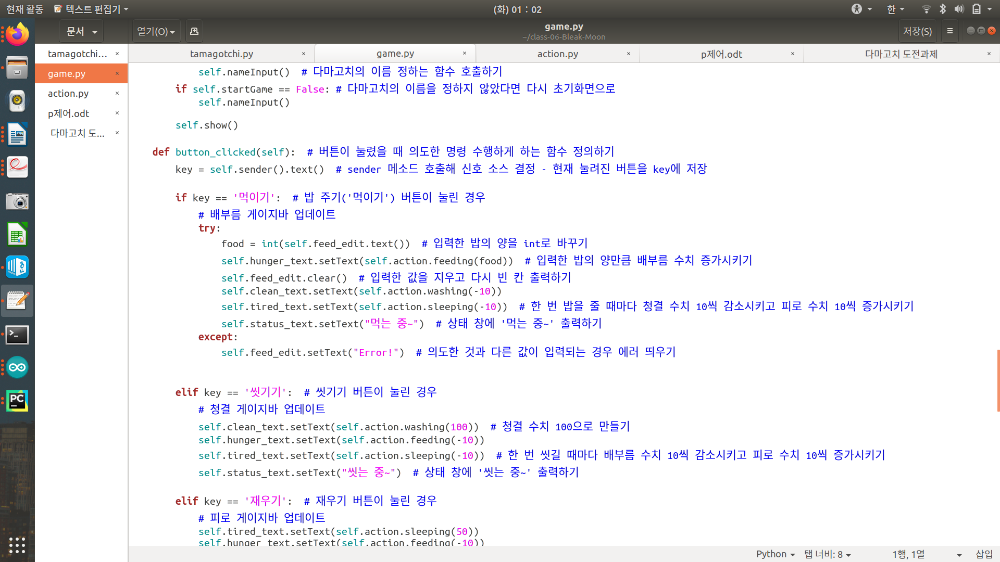 현재 활동
텍스트 편집기
(화) 01 : 02
한
문서
열기(O)
game.py
~/class-06-Bleak-Moon
저장(S)
tamagotchi...
game.py
action.py
p제어.odt
다마고치 도...
tamagotchi.py
game.py
action.py
p제어.odt
다마고치 도전과제
self.nameInput()  # 다마고치의 이름 정하는 함수 호출하기
if self.startGame == False: # 다마고치의 이름을 정하지 않았다면 다시 초기화면으로
self.nameInput()
self.show()
def button_clicked(self):  # 버튼이 눌렸을 때 의도한 명령 수행하게 하는 함수 정의하기
key = self.sender().text()  # sender 메소드 호출해 신호 소스 결정 - 현재 눌려진 버튼을 key에 저장
if key == '먹이기':  # 밥 주기('먹이기') 버튼이 눌린 경우
# 배부름 게이지바 업데이트
try:
food = int(self.feed_edit.text())  # 입력한 밥의 양을 int로 바꾸기
self.hunger_text.setText(self.action.feeding(food))  # 입력한 밥의 양만큼 배부름 수치 증가시키기
self.feed_edit.clear()  # 입력한 값을 지우고 다시 빈 칸 출력하기
self.clean_text.setText(self.action.washing(-10))
self.tired_text.setText(self.action.sleeping(-10))  # 한 번 밥을 줄 때마다 청결 수치 10씩 감소시키고 피로 수치 10씩 증가시키기
self.status_text.setText("먹는 중~")  # 상태 창에 '먹는 중~' 출력하기
except:
self.feed_edit.setText("Error!")  # 의도한 것과 다른 값이 입력되는 경우 에러 띄우기
elif key == '씻기기':  # 씻기기 버튼이 눌린 경우
# 청결 게이지바 업데이트
self.clean_text.setText(self.action.washing(100))  # 청결 수치 100으로 만들기
self.hunger_text.setText(self.action.feeding(-10))
self.tired_text.setText(self.action.sleeping(-10))  # 한 번 씻길 때마다 배부름 수치 10씩 감소시키고 피로 수치 10씩 증가시키기
self.status_text.setText("씻는 중~")  # 상태 창에 '씻는 중~' 출력하기
elif key == '재우기':  # 재우기 버튼이 눌린 경우
# 피로 게이지바 업데이트
self.tired_text.setText(self.action.sleeping(50))
self.hunger_text.setText(self.action.feeding(-10))
Python
탭 너비: 8
1행, 1열
삽입